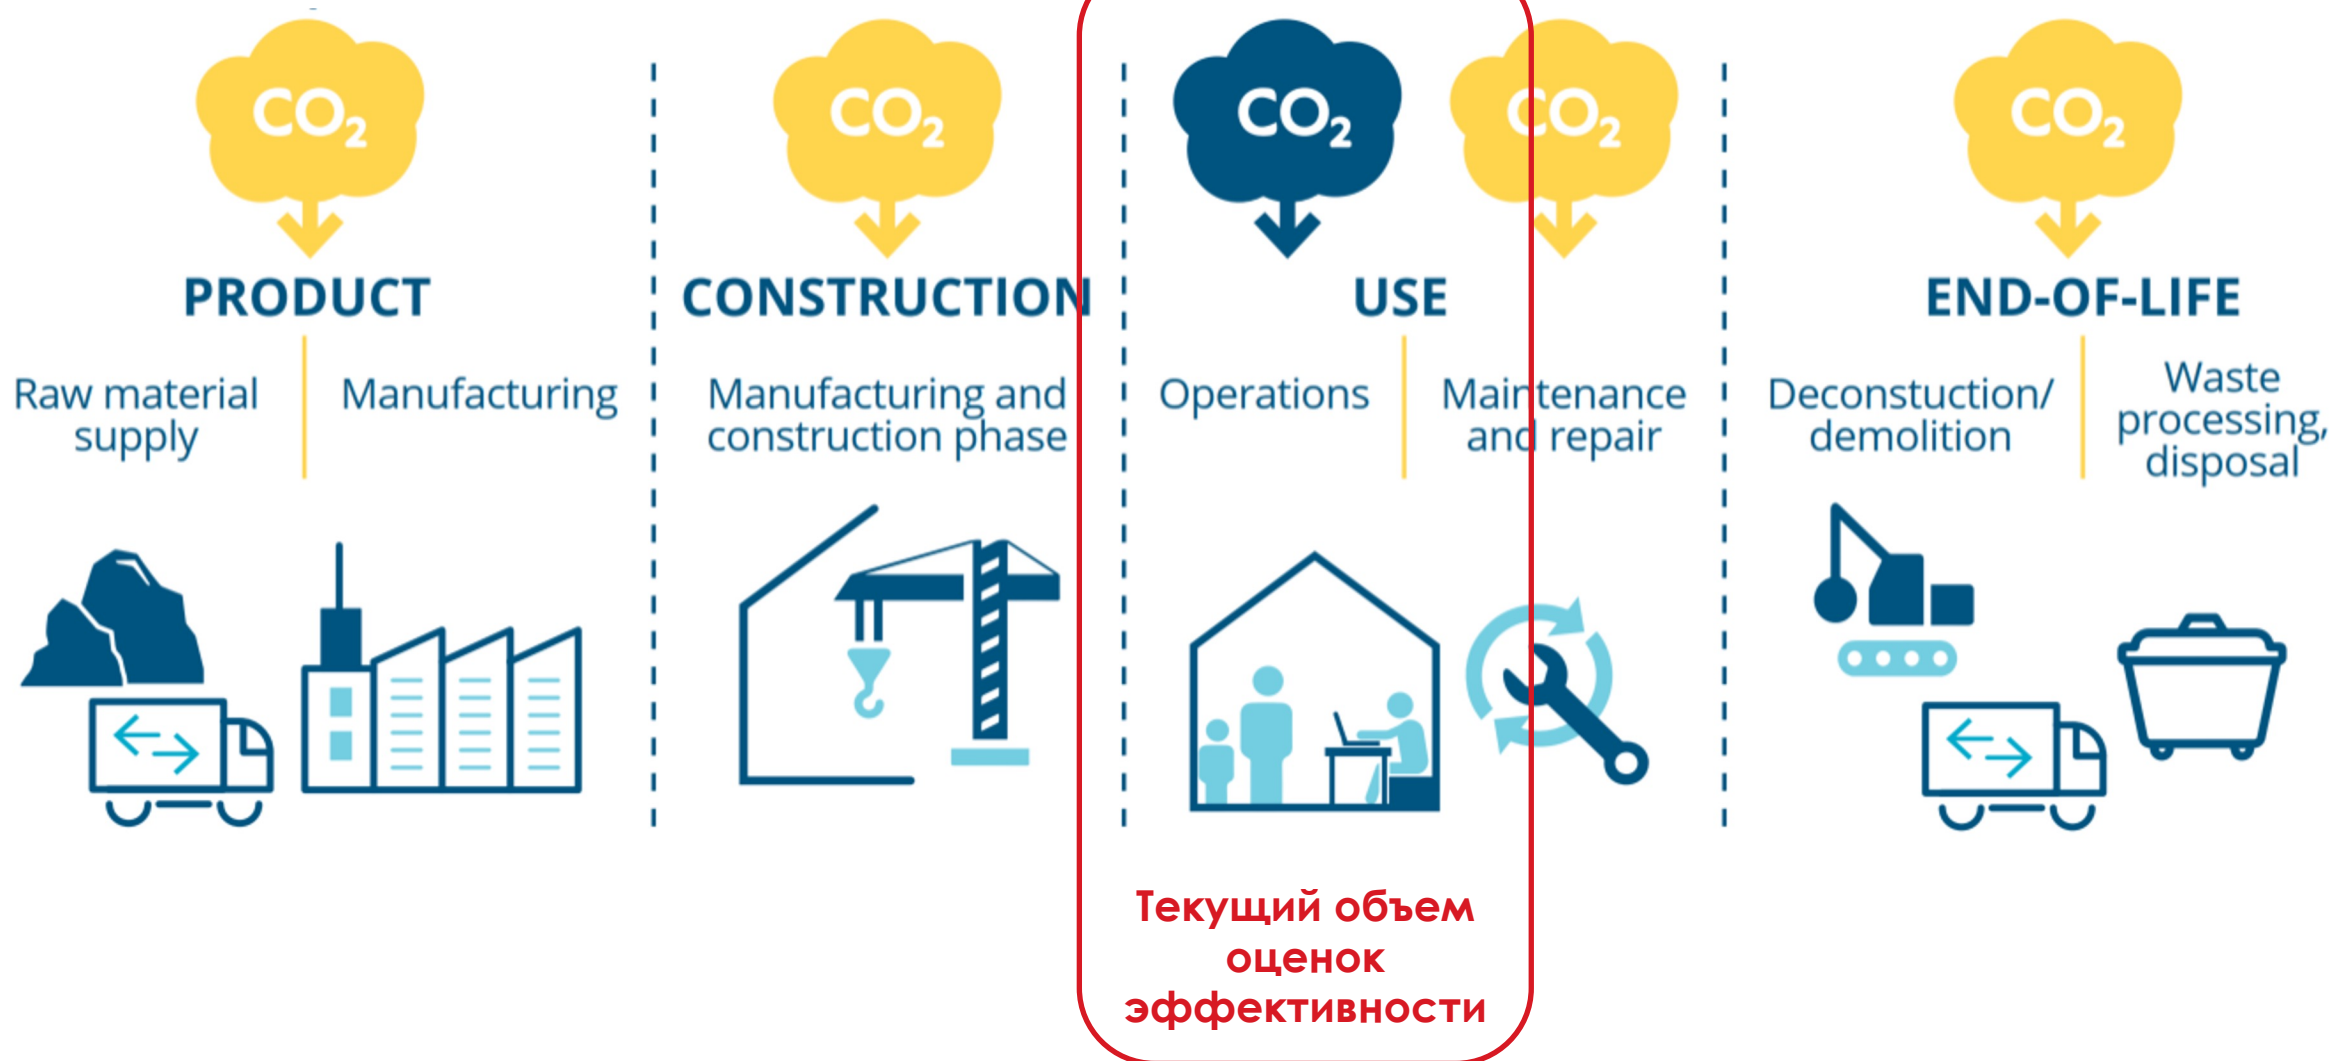 CO2
CO2
CO2
CO2
CO2
PRODUCT
Raw material
supply
Manufacturing
CONSTRUCTION
Manufacturing and
construction phase
USE
Operations
Maintenance
and repair
END-OF-LIFE
Deconstuction/
demolition
Waste
processing,
disposal
Текущий объем
оценок
эффективности